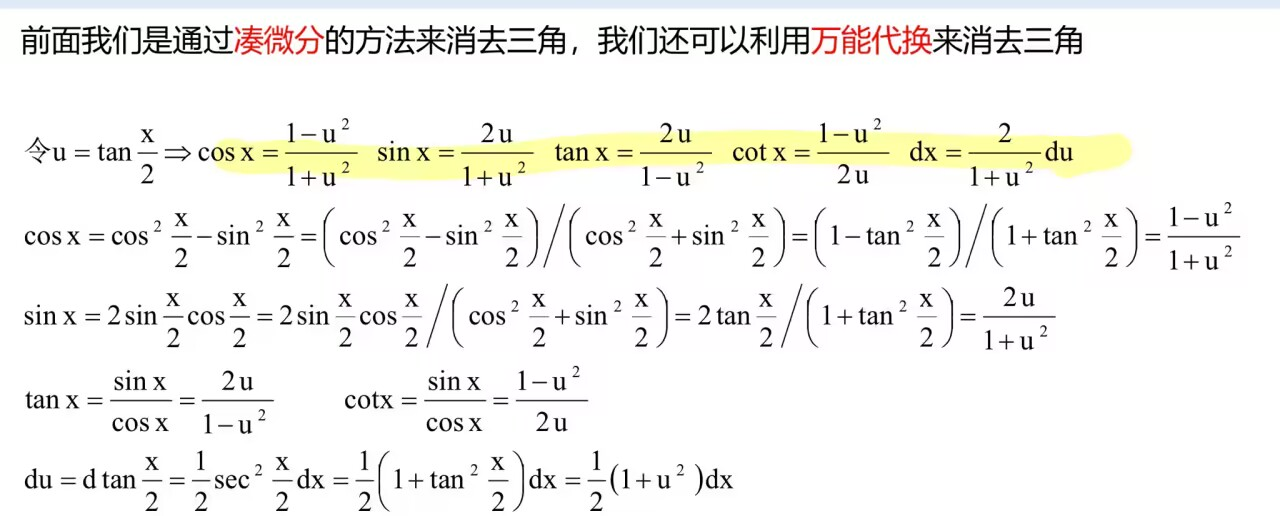 前面我们是通过凑微分的方法来消去三角，我们还可以利用万能代换来消去三角
令u = tan x/2 ⇒ cos x = (1−u²)/(1+u²)  sin x = 2u/(1+u²)  tan x = 2u/(1−u²)  cot x = (1−u²)/(2u)  dx = 2/(1+u²) du
cos x = cos² x/2 − sin² x/2 = (cos² x/2 − sin² x/2)/(cos² x/2 + sin² x/2) = (1 − tan² x/2)/(1 + tan² x/2) = (1−u²)/(1+u²)
sin x = 2 sin x/2 cos x/2 = 2 sin x/2 cos x/2 /(cos² x/2 + sin² x/2) = 2 tan x/2 /(1 + tan² x/2) = 2u/(1+u²)
tan x = sin x/cos x = 2u/(1−u²)  cotx = sin x/cos x = (1−u²)/(2u)
du = d tan x/2 = 1/2 sec² x/2 dx = 1/2 (1 + tan² x/2) dx = 1/2 (1+u²)dx